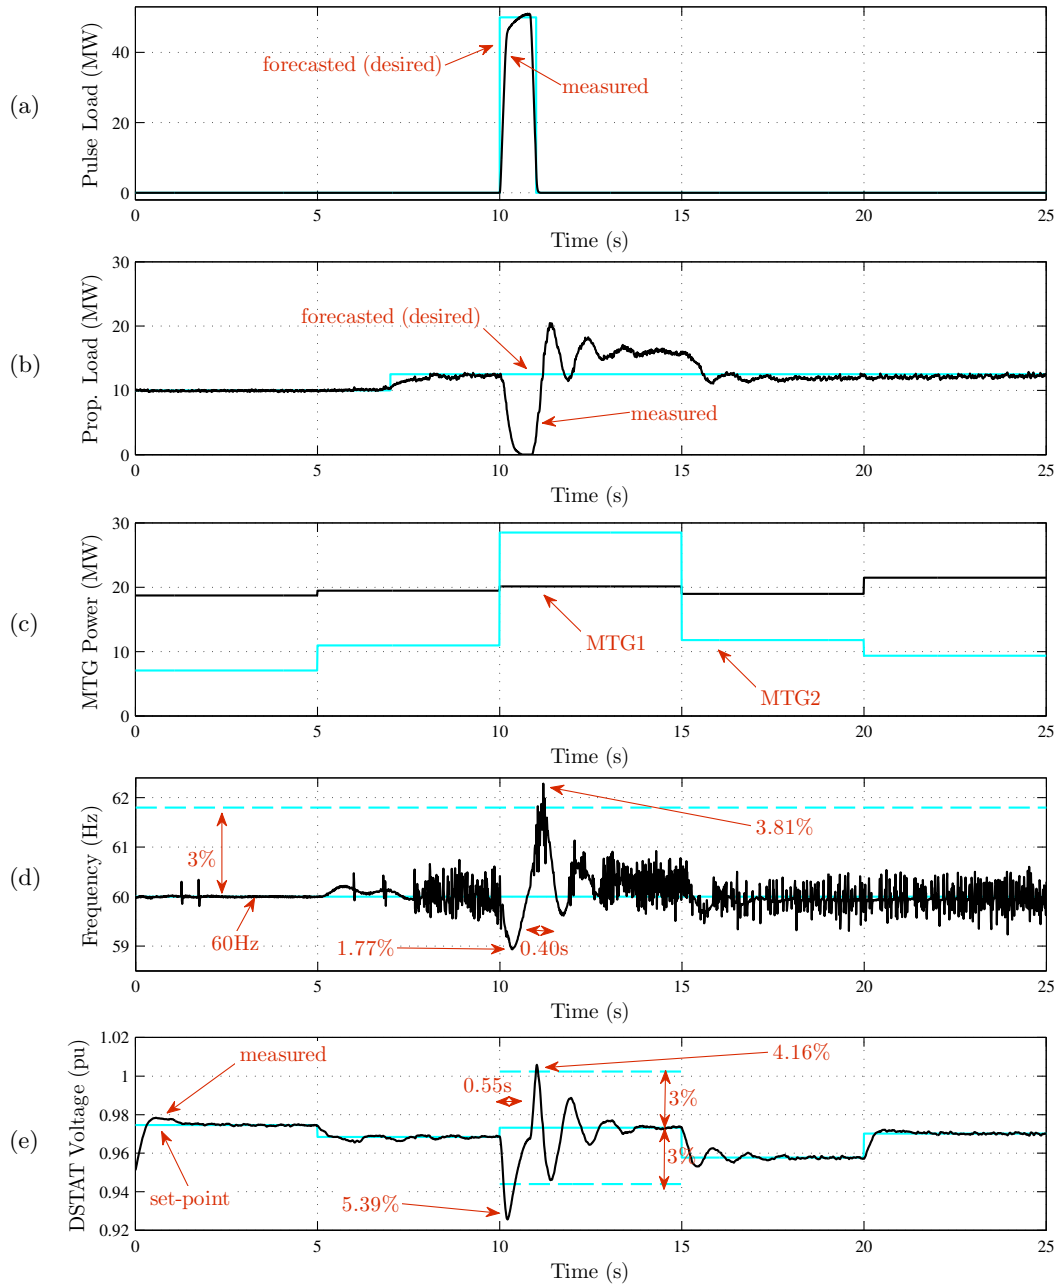 (a)
Pulse Load (MW)
40
20
0
forecasted (desired)
measured
0 5 10 15 20 25
Time (s)
(b)
Prop. Load (MW)
30
20
10
0
forecasted (desired)
measured
0 5 10 15 20 25
Time (s)
(c)
MTG Power (MW)
30
20
10
0
MTG1
MTG2
0 5 10 15 20 25
Time (s)
(d)
Frequency (Hz)
62
61
60
59
3%
3.81%
60Hz
1.77%
0.40s
0 5 10 15 20 25
Time (s)
(e)
DSTAT Voltage (pu)
1.02
1
0.98
0.96
0.94
0.92
measured
4.16%
0.55s
3%
3%
set-point
5.39%
0 5 10 15 20 25
Time (s)